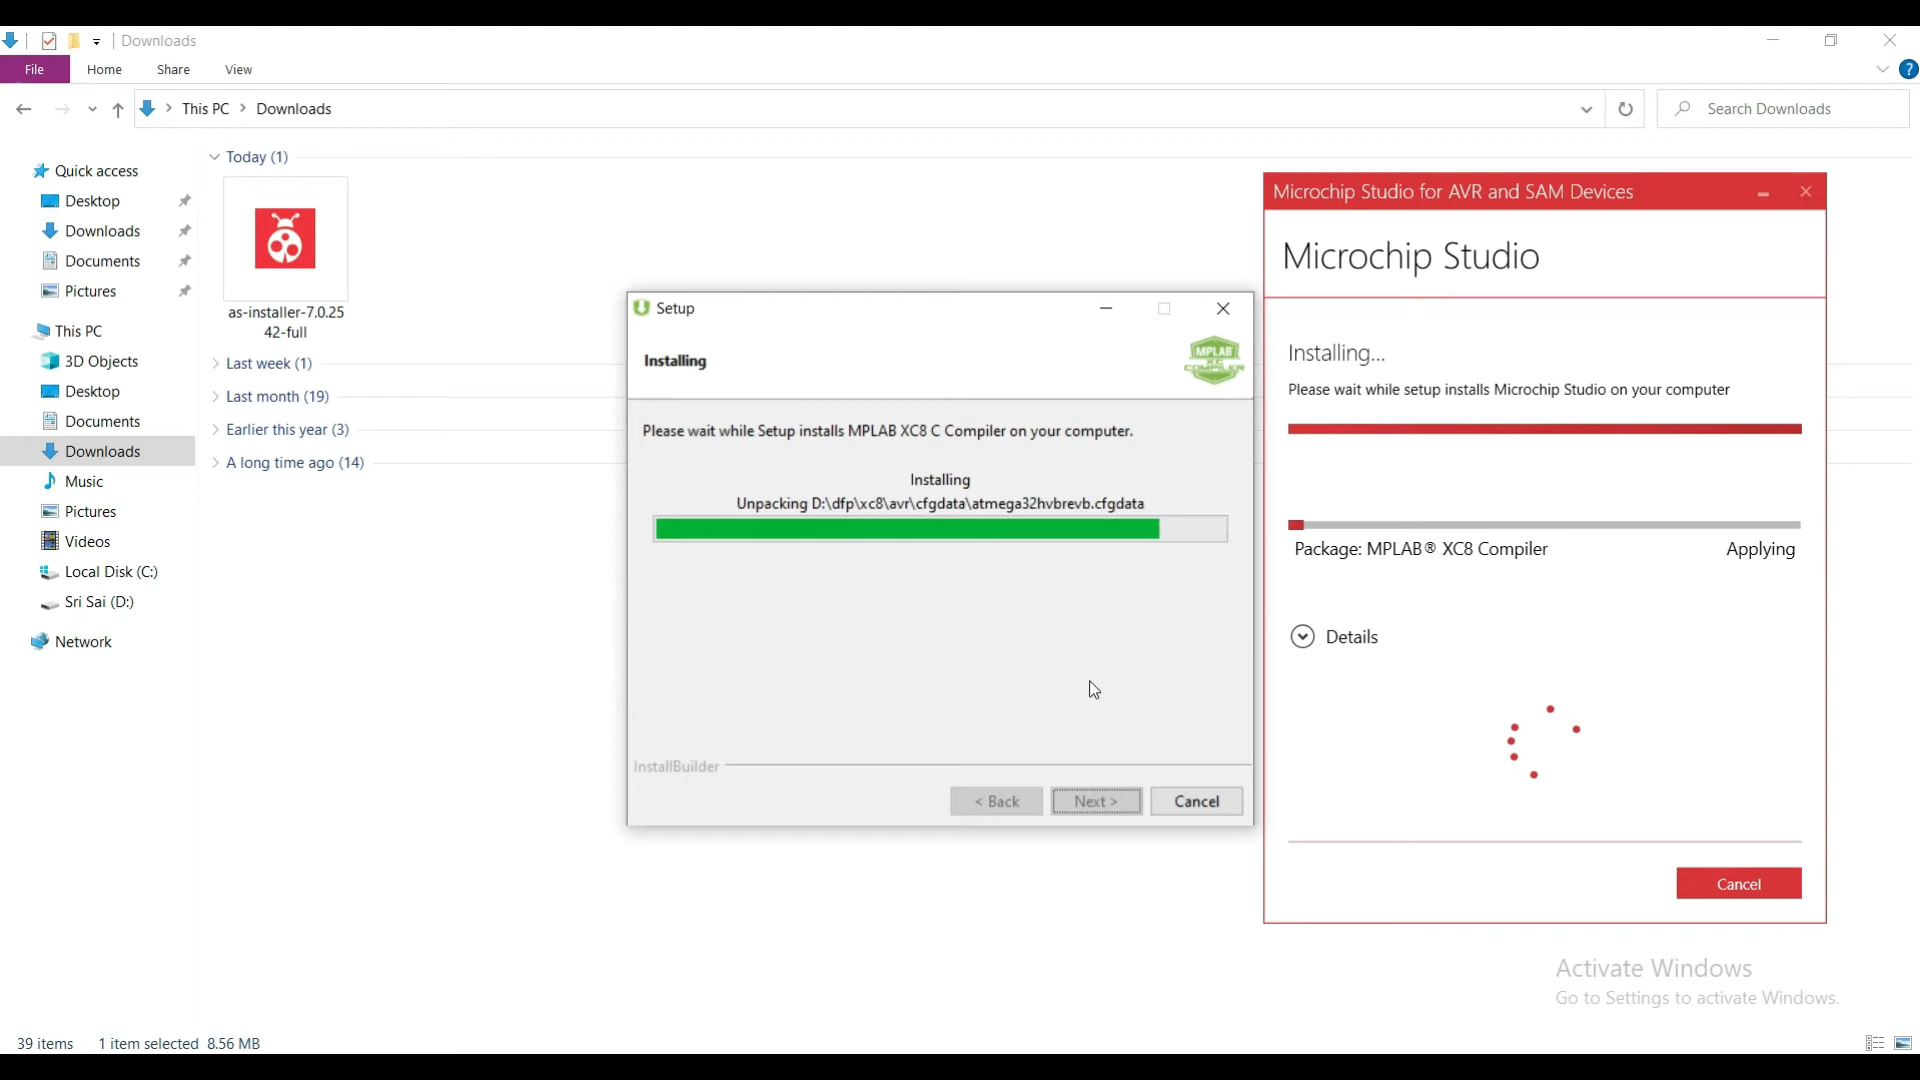 Downloads
File Home Share View ?
This PC > Downloads
Search Downloads
Quick access
Desktop
Downloads
Documents
Pictures
This PC
3D Objects
Desktop
Documents
Downloads
Music
Pictures
Videos
Local Disk (C:)
Sri Sai (D:)
Network
Today (1)
as-installer-7.0.25
42-full
Last week (1)
Last month (19)
Earlier this year (3)
A long time ago (14)
Setup
Installing
MPLAB
XC
COMPILER
Please wait while Setup installs MPLAB XC8 C Compiler on your computer.
Installing
Unpacking D:\dfp\xc8\avr\cfgdata\atmega32hvbrevb.cfgdata
InstallBuilder
< Back Next > Cancel
Microchip Studio for AVR and SAM Devices
Microchip Studio
Installing...
Please wait while setup installs Microchip Studio on your computer
Package: MPLAB® XC8 Compiler Applying
Details
Cancel
Activate Windows
Go to Settings to activate Windows.
39 items 1 item selected 8.56 MB